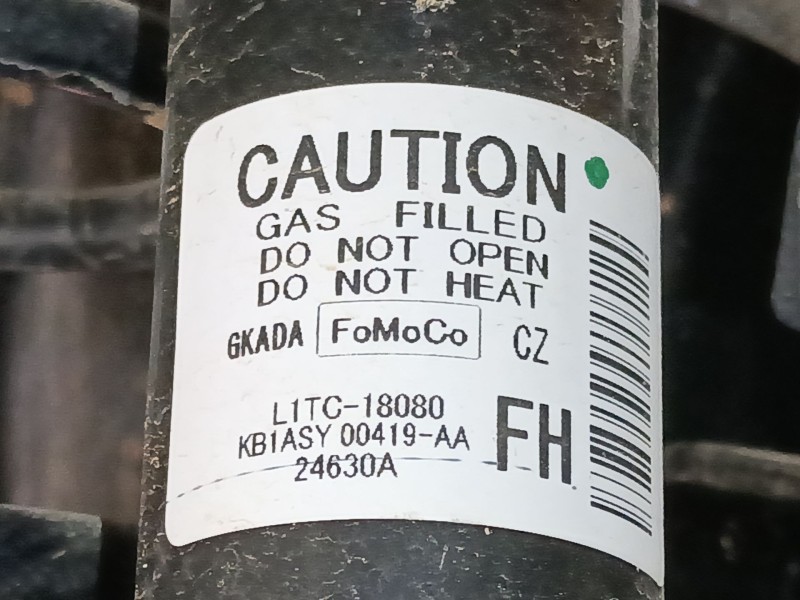 CAUTION
GAS FILLED
DO NOT OPEN
DO NOT HEAT
GKADA FoMoCo CZ
L1TC-18080
KB1ASY 00419-AA FH
24630A